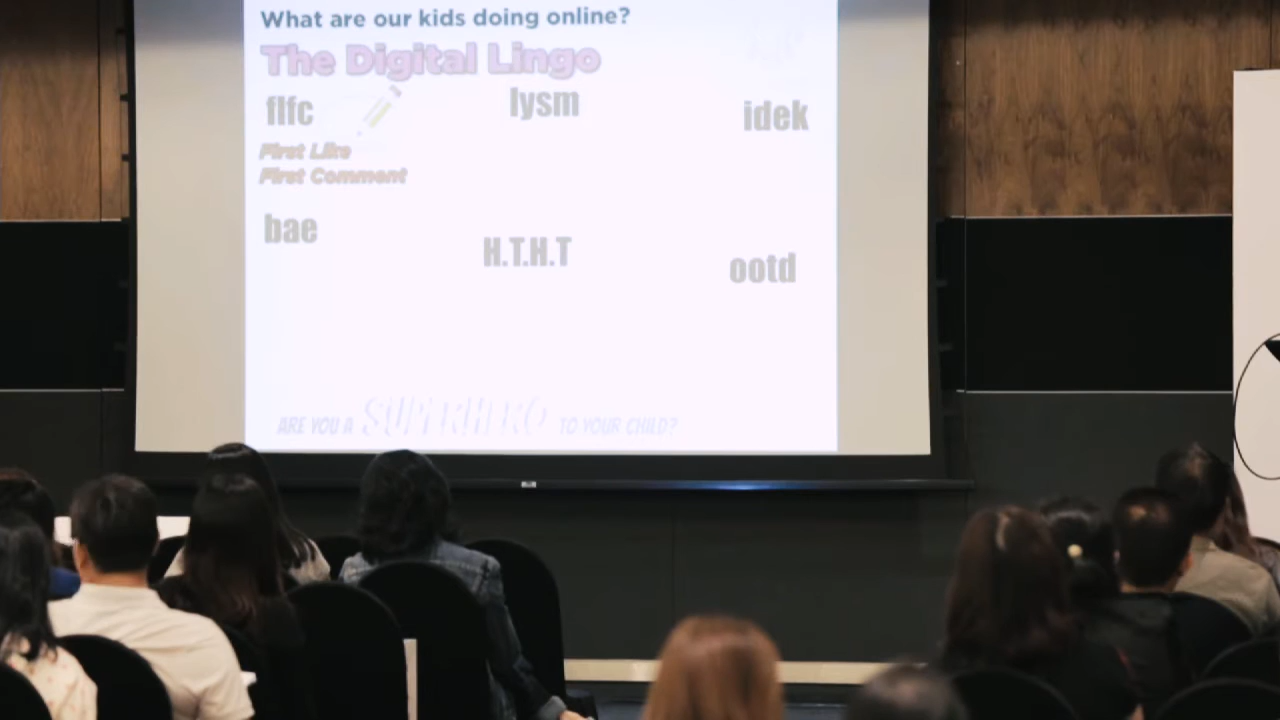 What are our kids doing online?
The Digital Lingo
flfc
lysm
idek
First Like
First Comment
bae
H.T.H.T
ootd
ARE YOU A SUPERHERO TO YOUR CHILD?